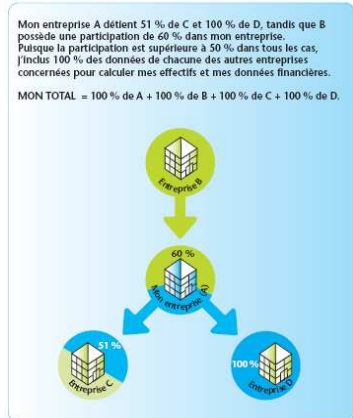 Mon entreprise A détient 51 % de C et 100 % de D, tandis que B
possède une participation de 60 % dans mon entreprise.
Puisque la participation est supérieure à 50 % dans tous les cas,
j'inclus 100 % des données de chacune des autres entreprises
concernées pour calculer mes effectifs et mes données financières.
MON TOTAL = 100 % de A + 100 % de B + 100 % de C + 100 % de D.
Entreprise B
60 %
Mon entreprise (A)
51 %
Entreprise C
100 %
Entreprise D